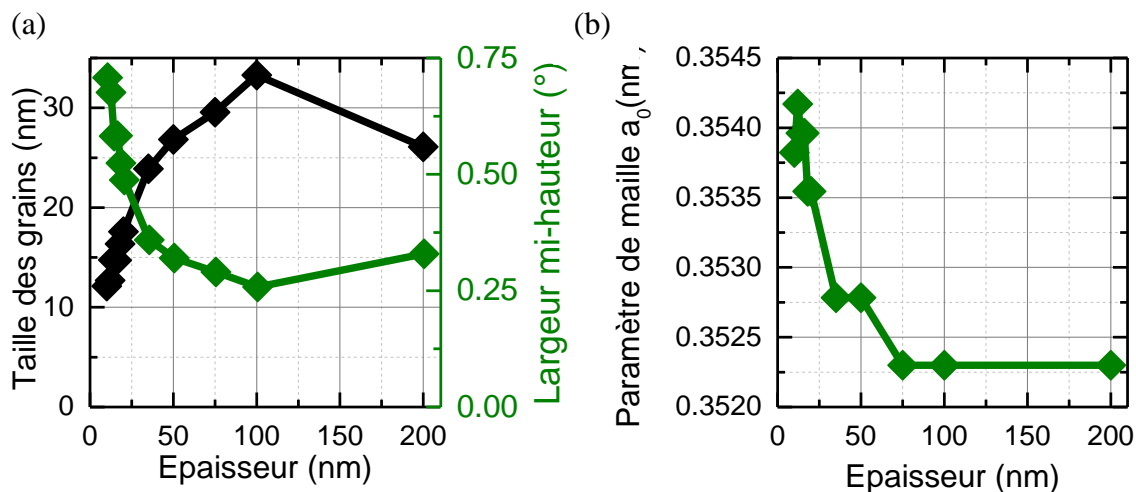 (a)
Taille des grains (nm)
30
20
10
0
0.75
0.50
0.25
0.00
Largeur mi-hauteur (°)
0 50 100 150 200
Epaisseur (nm)
(b)
Paramètre de maille a₀(nm
0.3545
0.3540
0.3535
0.3530
0.3525
0.3520
0 50 100 150 200
Epaisseur (nm)